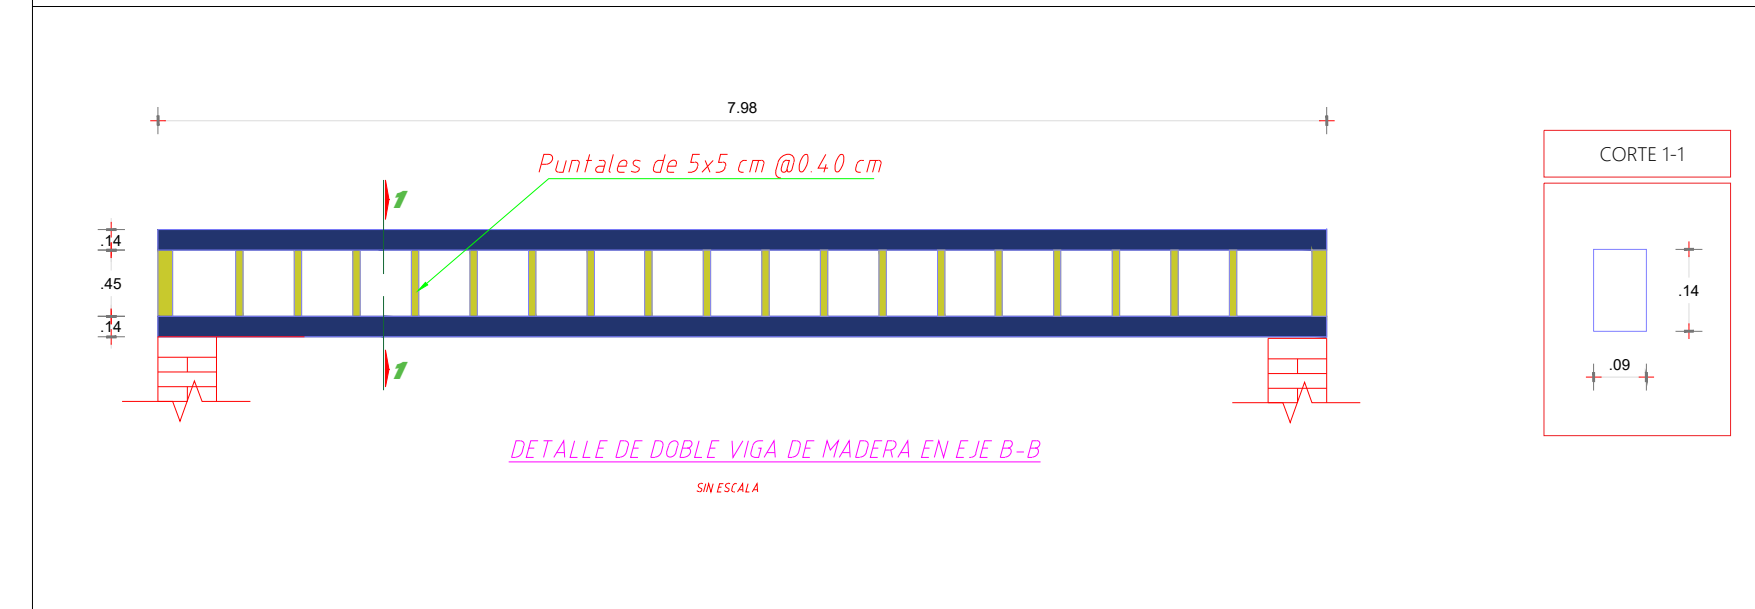 7.98
Puntales de 5x5 cm @0.40 cm
CORTE 1-1
1
.14
.45
.14
.14
1
.09
DETALLE DE DOBLE VIGA DE MADERA EN EJE B-B
SIN ESCALA